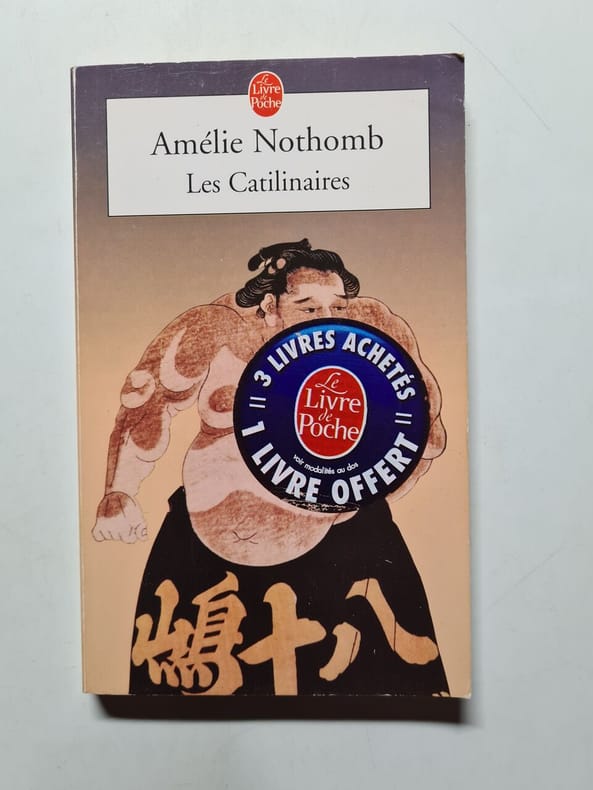 Le
Livre
de
Poche
Amélie Nothomb
Les Catilinaires
3 LIVRES ACHETÉS
=
=
Le
Livre
de
Poche
voir modalités au dos
1 LIVRE OFFERT
嶋十八